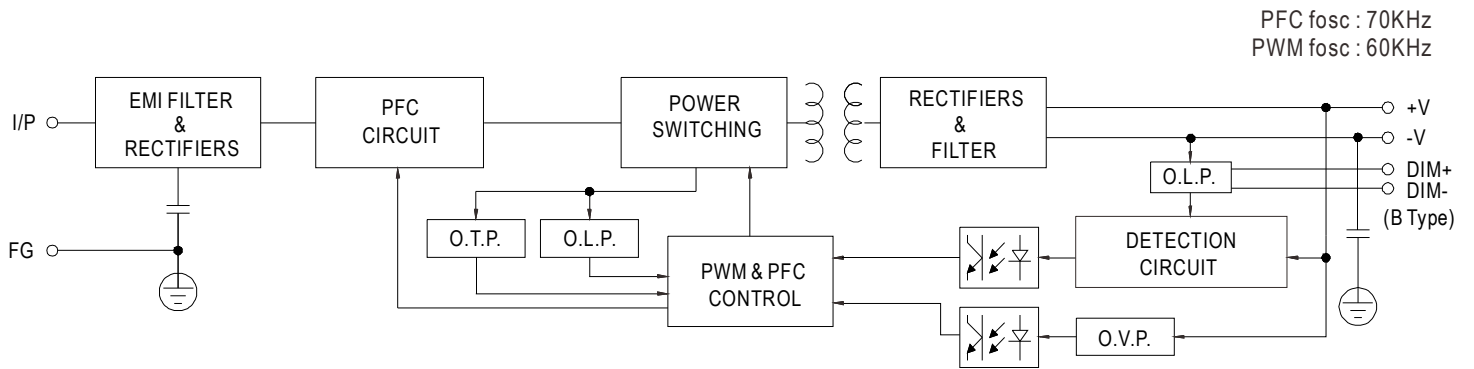 PFC fosc : 70KHz
PWM fosc : 60KHz
I/P
EMI FILTER
&
RECTIFIERS
PFC
CIRCUIT
POWER
SWITCHING
RECTIFIERS
&
FILTER
+V
-V
O.L.P.
DIM+
DIM-
(B Type)
FG
O.T.P.
O.L.P.
PWM & PFC
CONTROL
DETECTION
CIRCUIT
O.V.P.